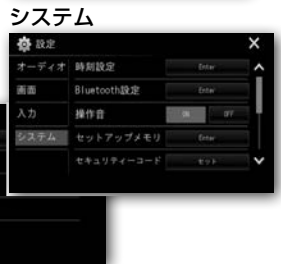 システム
設定 ×
オーディオ 時刻設定 Enter
画面 Bluetooth設定 Enter
入力 操作音 ON OFF
システム セットアップメモリ Enter
セキュリティーコード セット